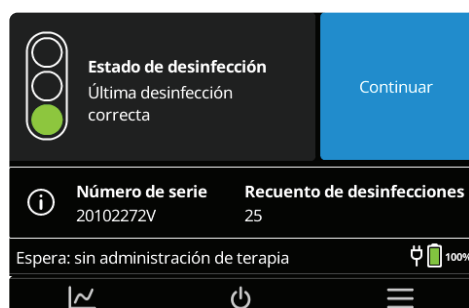 Estado de desinfección
Última desinfección
correcta
Continuar
Número de serie
20102272V
Recuento de desinfecciones
25
Espera: sin administración de terapia
100%